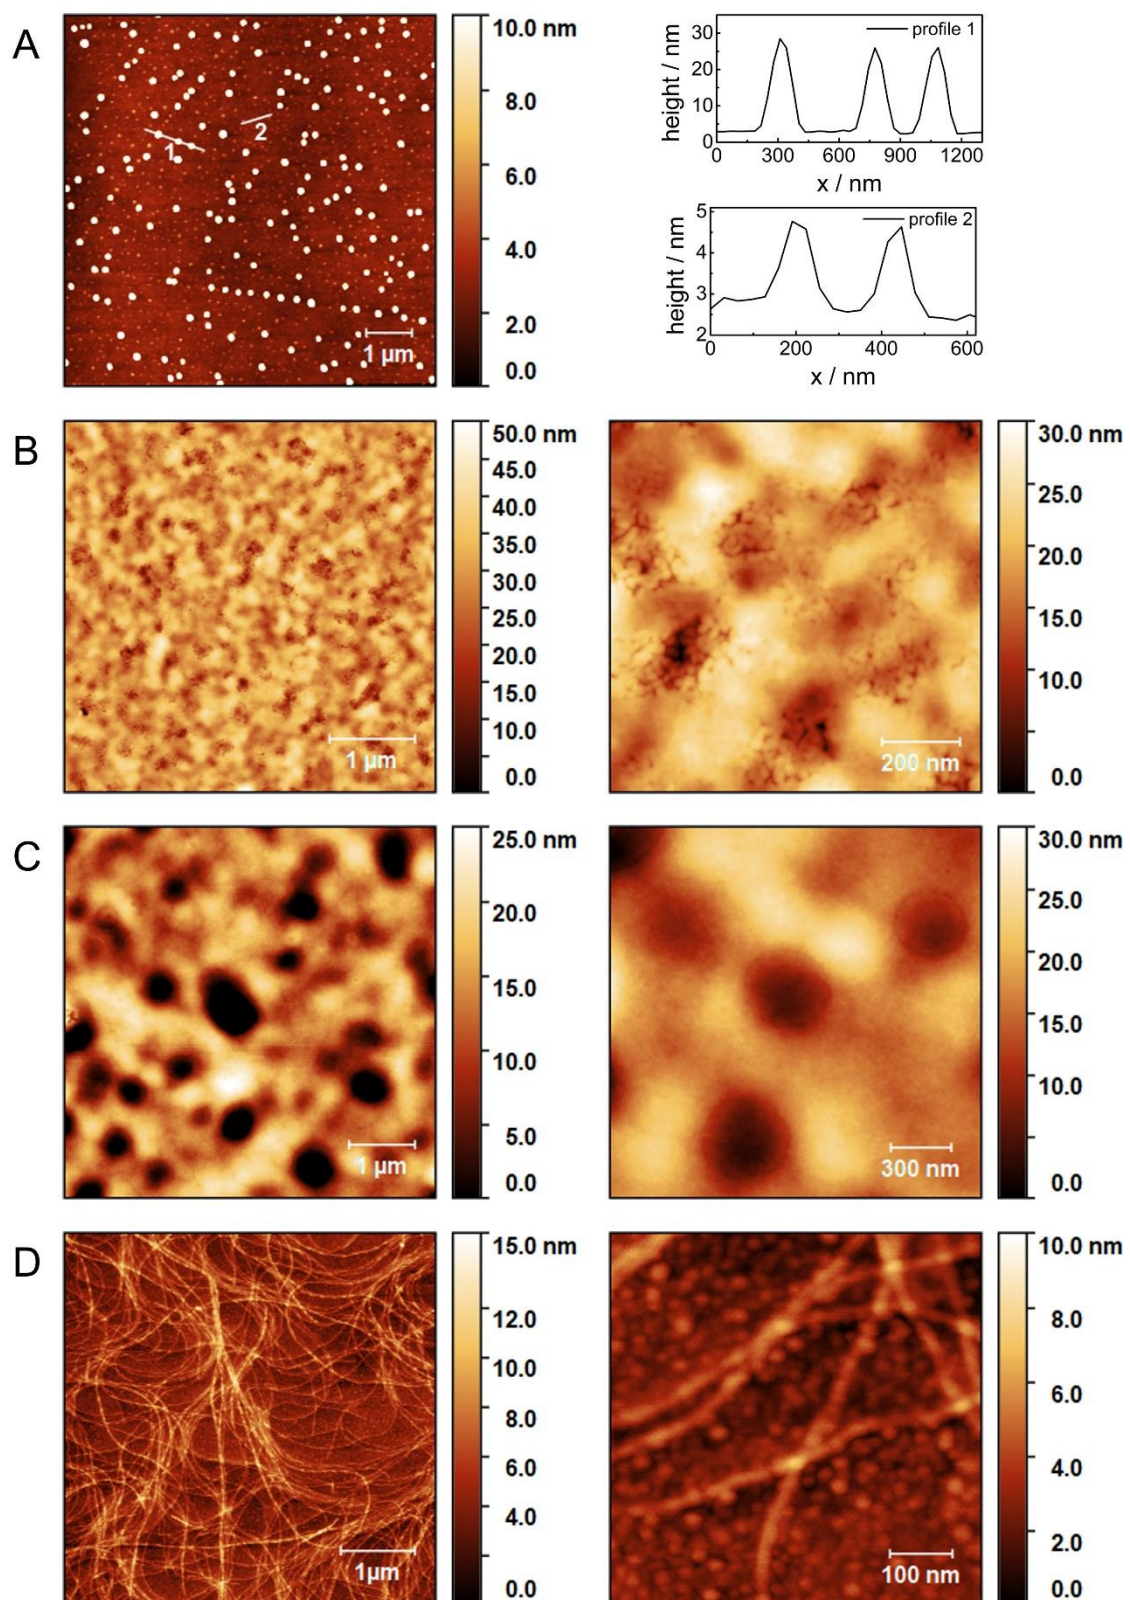 A
10.0 nm
8.0
6.0
4.0
2.0
0.0
1
2
1 µm
height / nm
30
20
10
0
profile 1
0 300 600 900 1200
x / nm
height / nm
5
4
3
2
profile 2
0 200 400 600
x / nm
B
50.0 nm
45.0
40.0
35.0
30.0
25.0
20.0
15.0
10.0
0.0
1 µm
30.0 nm
25.0
20.0
15.0
10.0
0.0
200 nm
C
25.0 nm
20.0
15.0
10.0
5.0
0.0
1 µm
30.0 nm
25.0
20.0
15.0
10.0
0.0
300 nm
D
15.0 nm
12.0
10.0
8.0
6.0
4.0
0.0
1µm
10.0 nm
8.0
6.0
4.0
2.0
0.0
100 nm